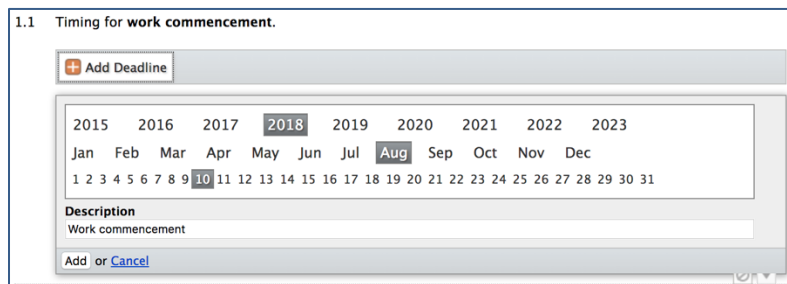 1.1 Timing for work commencement.
Add Deadline
2015 2016 2017 2018 2019 2020 2021 2022 2023
Jan Feb Mar Apr May Jun Jul Aug Sep Oct Nov Dec
1 2 3 4 5 6 7 8 9 10 11 12 13 14 15 16 17 18 19 20 21 22 23 24 25 26 27 28 29 30 31
Description
Work commencement
Add or Cancel